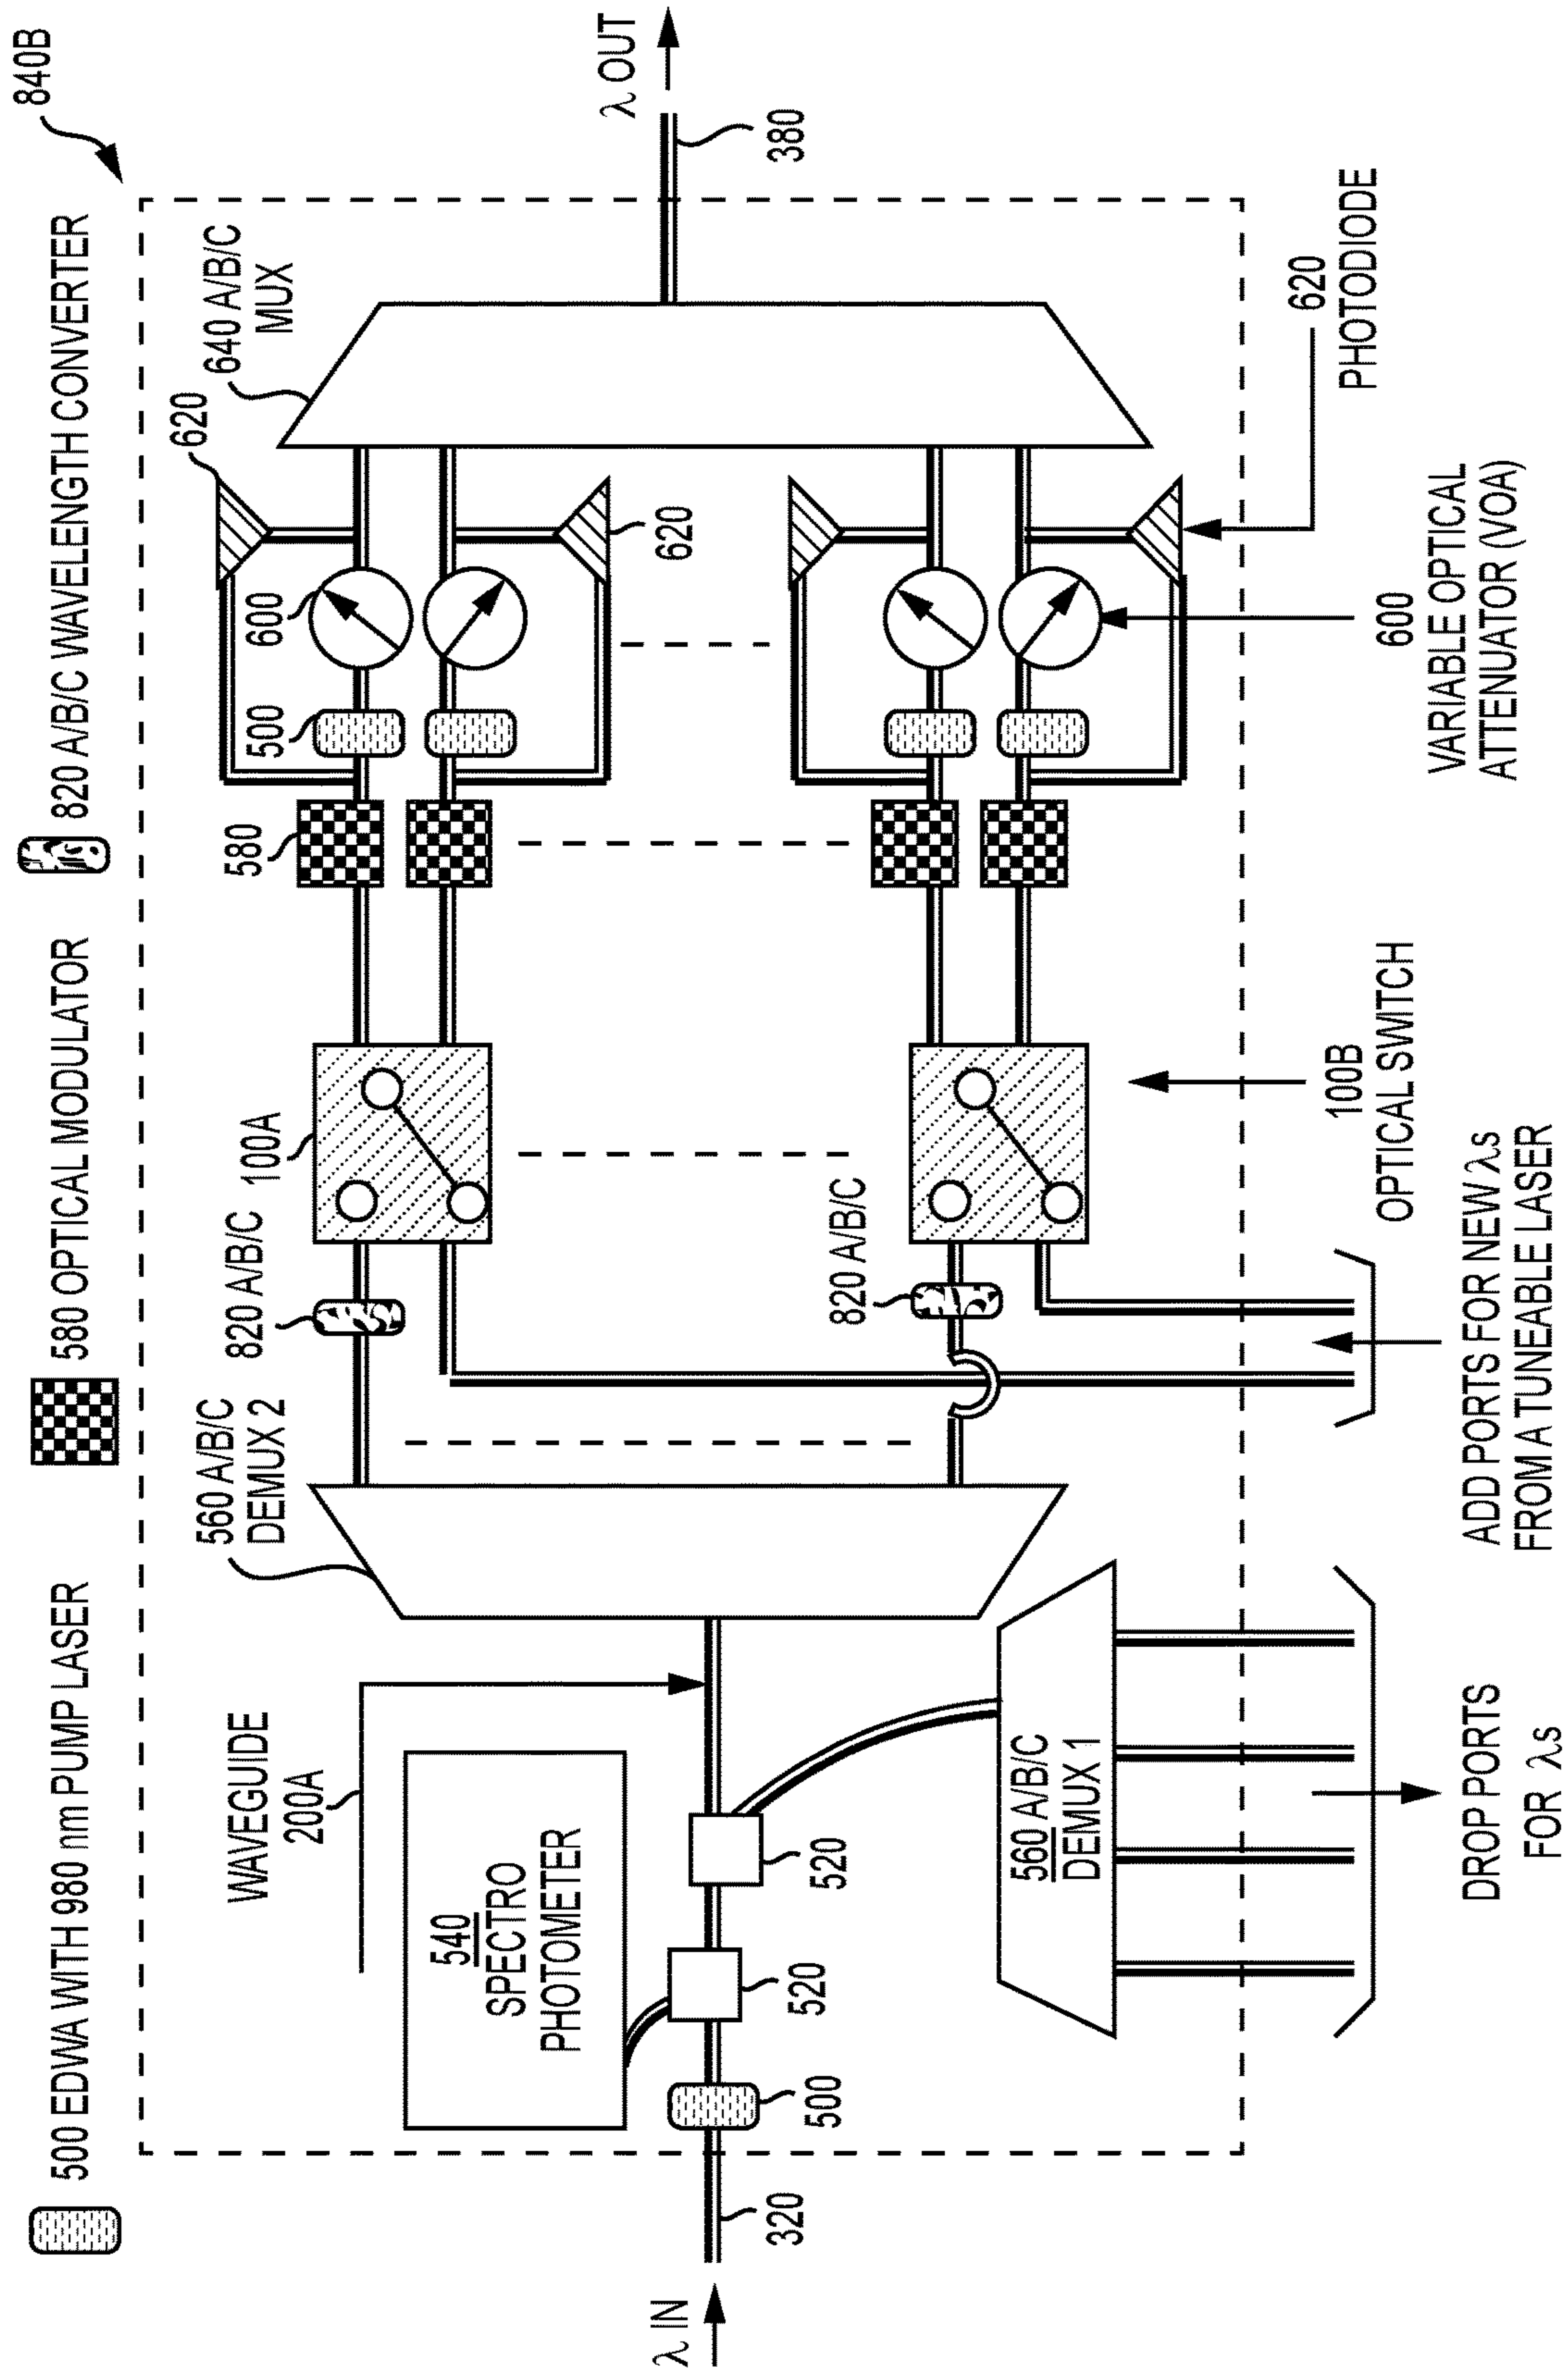 840B
500 EDWA WITH 980 nm PUMP LASER
580 OPTICAL MODULATOR
820 A/B/C WAVELENGTH CONVERTER
WAVEGUIDE
200A
560 A/B/C
DEMUX 2
820 A/B/C
100A
580
500
600
620
640 A/B/C
MUX
λ OUT
380
620
540
SPECTRO
PHOTOMETER
λ IN
320
500
520
520
820 A/B/C
560 A/B/C
DEMUX 1
DROP PORTS
FOR λs
ADD PORTS FOR NEW λs
FROM A TUNEABLE LASER
100B
OPTICAL SWITCH
600
VARIABLE OPTICAL
ATTENUATOR (VOA)
620
PHOTODIODE